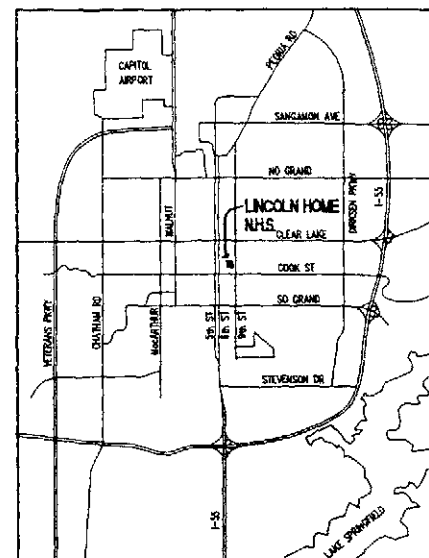 CAPITOL
AIRPORT
PEORIA RD
SANGAMON AVE
NO GRAND
DIRKSEN PKWY
I-55
WALNUT
LINCOLN HOME
N.H.S.
CLEAR LAKE
COOK ST
SO GRAND
VETERANS PKWY
CHATHAM RD
MacARTHUR
5th ST
6th ST
9th ST
STEVENSON DR
I-55
LAKE SPRINGFIELD